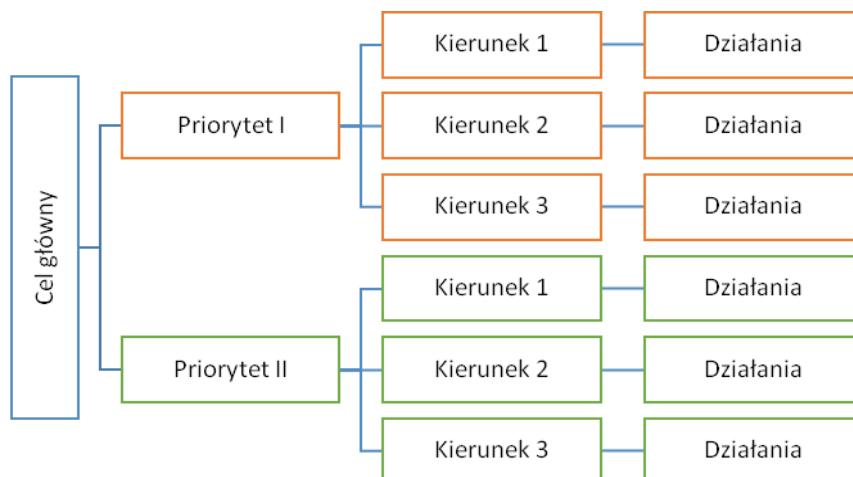 Cel główny
Priorytet I
Kierunek 1
Działania
Kierunek 2
Działania
Kierunek 3
Działania
Priorytet II
Kierunek 1
Działania
Kierunek 2
Działania
Kierunek 3
Działania